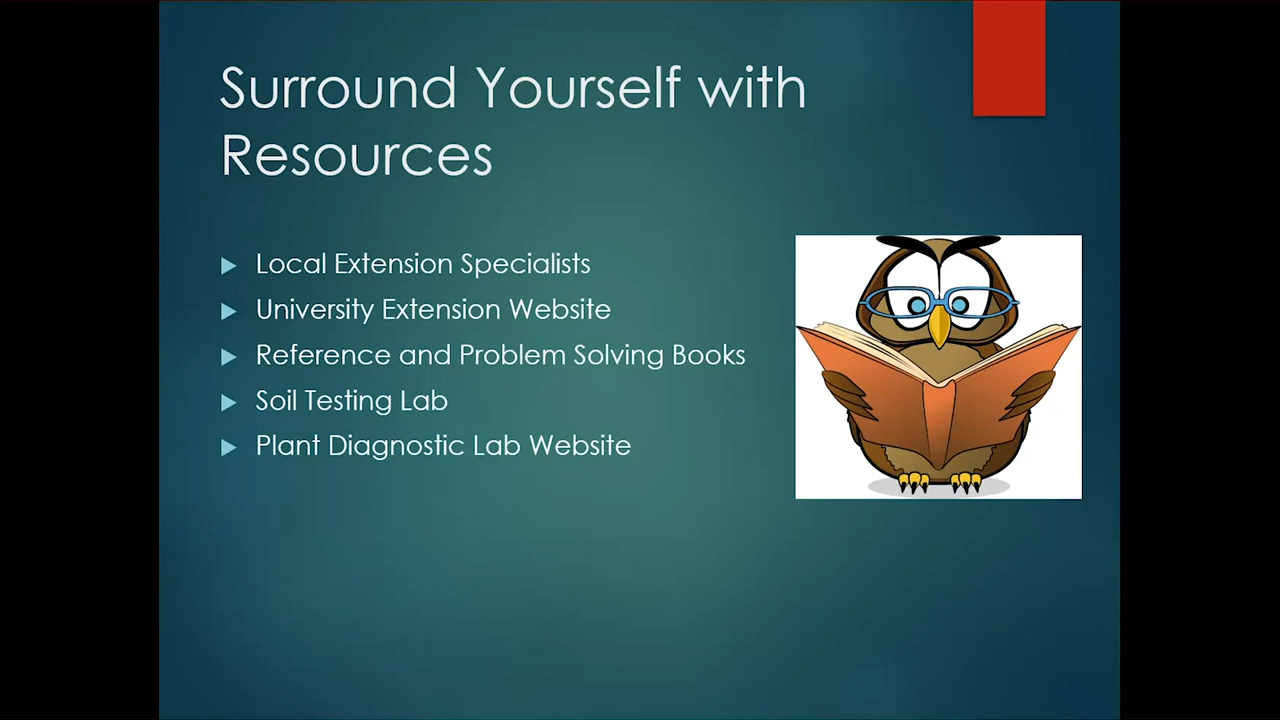 Surround Yourself with
Resources
Local Extension Specialists
University Extension Website
Reference and Problem Solving Books
Soil Testing Lab
Plant Diagnostic Lab Website